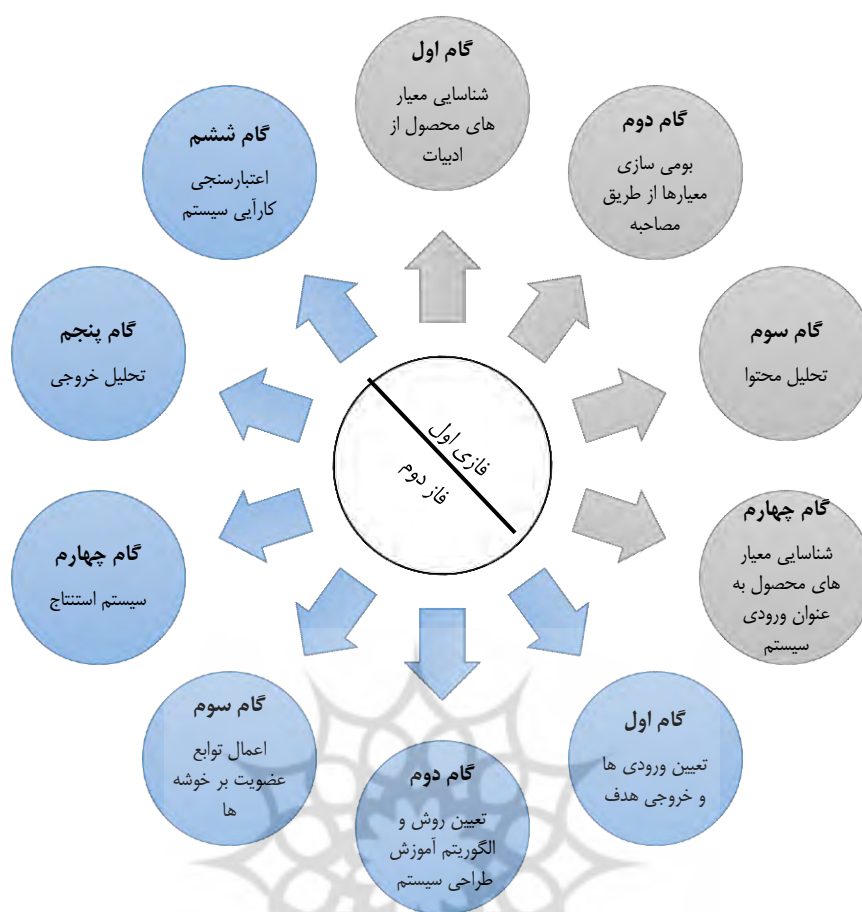 گام اول
شناسایی معیار
های محصول از
ادبیات
گام دوم
بومی سازی
معیارها از طریق
مصاحبه
گام سوم
تحلیل محتوا
گام چهارم
شناسایی معیار
های محصول به
عنوان ورودی
سیستم
گام اول
تعیین ورودی ها
و خروجی هدف
گام دوم
تعیین روش و
الگوریتم آموزش
طراحی سیستم
گام سوم
اعمال توابع
عضویت بر خوشه
ها
گام چهارم
سیستم استنتاج
گام پنجم
تحلیل خروجی
گام ششم
اعتبارسنجی
کارآیی سیستم
فازی اول
فاز دوم